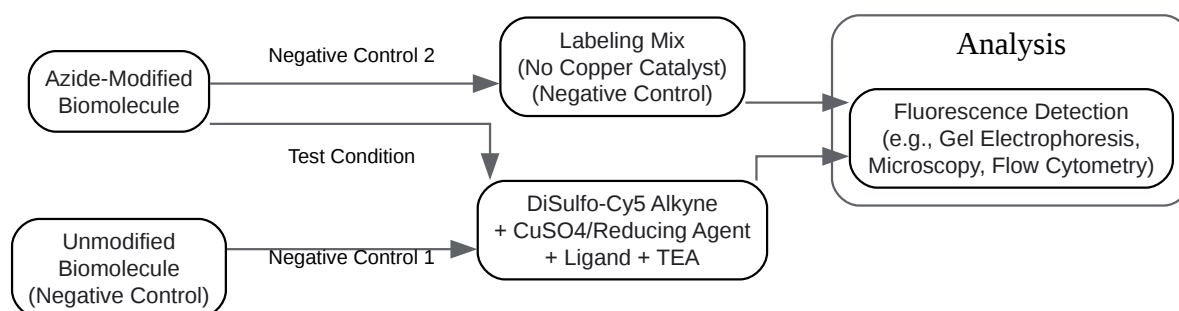 Azide-Modified
Biomolecule
Negative Control 2
Labeling Mix
(No Copper Catalyst)
(Negative Control)
Analysis
Fluorescence Detection
(e.g., Gel Electrophoresis,
Microscopy, Flow Cytometry)
Test Condition
DiSulfo-Cy5 Alkyne
+ CuSO4/Reducing Agent
+ Ligand + TEA
Unmodified
Biomolecule
(Negative Control)
Negative Control 1